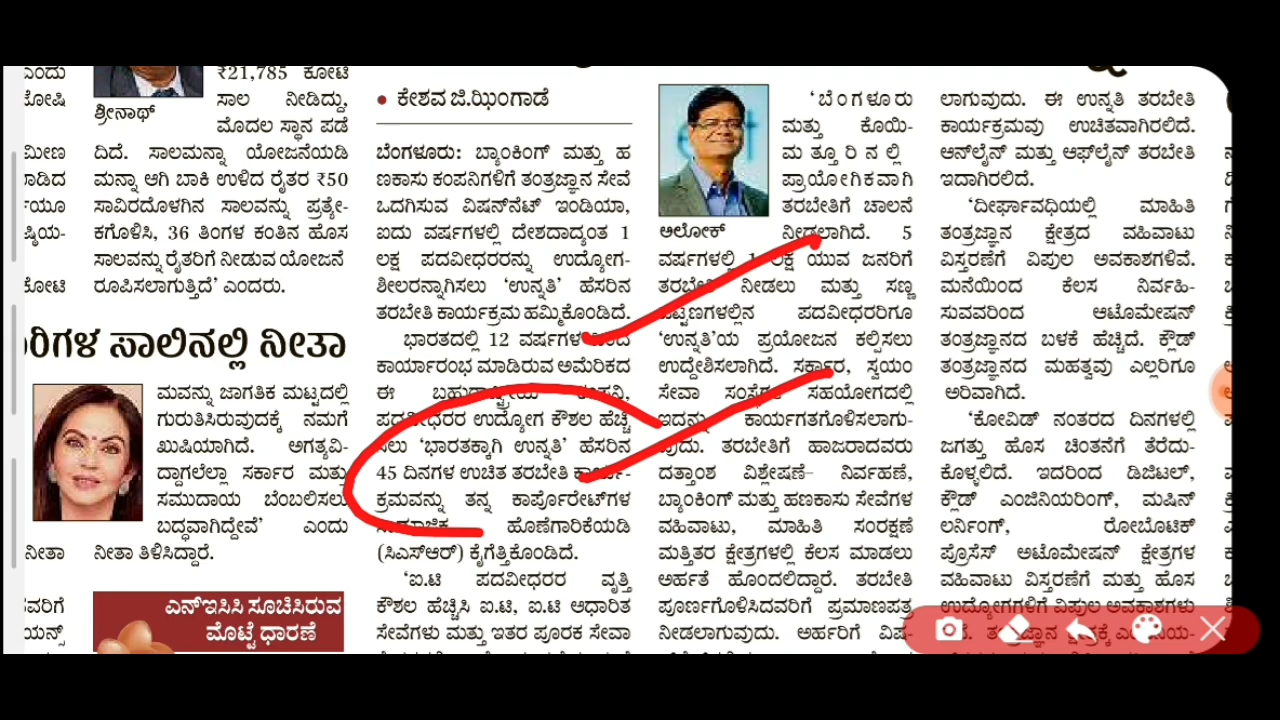 ಎಂದು
ಮೀಣ
ಕೋಟಿ
₹21,785 ಕೋಟಿ
ಸಾಲ ನೀಡಿದ್ದು,
ಮೊದಲ ಸ್ಥಾನ ಪಡೆ
ಶ್ರೀನಾಥ್
ದಿದೆ. ಸಾಲಮನ್ನಾ ಯೋಜನೆಯಡಿ
ಮನ್ನಾ ಆಗಿ ಬಾಕಿ ಉಳಿದ ರೈತರ ₹50
ಸಾವಿರದೊಳಗಿನ ಸಾಲವನ್ನು ಪ್ರತ್ಯೇ-
ಕಗೊಳಿಸಿ, 36 ತಿಂಗಳ ಕಂತಿನ ಹೊಸ
ಸಾಲವನ್ನು ರೈತರಿಗೆ ನೀಡುವ ಯೋಜನೆ
ರೂಪಿಸಲಾಗುತ್ತಿದೆ' ಎಂದರು.
ರಿಗಳ ಸಾಲಿನಲ್ಲಿ ನೀತಾ
ಮವನ್ನು ಜಾಗತಿಕ ಮಟ್ಟದಲ್ಲಿ
ಗುರುತಿಸಿರುವುದಕ್ಕೆ ನಮಗೆ
ಖುಷಿಯಾಗಿದೆ. ಅಗತ್ಯವಿ-
ದ್ದಾಗಲೆಲ್ಲಾ ಸರ್ಕಾರ ಮತ್ತು
ಸಮುದಾಯ ಬೆಂಬಲಿಸಲು
ಬದ್ಧವಾಗಿದ್ದೇವೆ' ಎಂದು
ನೀತಾ ನೀತಾ ತಿಳಿಸಿದ್ದಾರೆ.
ಎನ್ಇಸಿಸಿ ಸೂಚಿಸಿರುವ
ಮೊಟ್ಟೆ ಧಾರಣೆ
• ಕೇಶವ ಜಿ.ಝಿಂಗಾಡೆ
ಬೆಂಗಳೂರು: ಬ್ಯಾಂಕಿಂಗ್ ಮತ್ತು ಹ
ಣಕಾಸು ಕಂಪನಿಗಳಿಗೆ ತಂತ್ರಜ್ಞಾನ ಸೇವೆ
ಒದಗಿಸುವ ವಿಷನ್‌ನೆಟ್ ಇಂಡಿಯಾ,
ಐದು ವರ್ಷಗಳಲ್ಲಿ ದೇಶದಾದ್ಯಂತ 1
ಲಕ್ಷ ಪದವೀಧರರನ್ನು ಉದ್ಯೋಗ-
ಶೀಲರನ್ನಾಗಿಸಲು 'ಉನ್ನತಿ' ಹೆಸರಿನ
ತರಬೇತಿ ಕಾರ್ಯಕ್ರಮ ಹಮ್ಮಿಕೊಂಡಿದೆ.
ಭಾರತದಲ್ಲಿ 12 ವರ್ಷಗಳ
ಕಾರ್ಯಾರಂಭ ಮಾಡಿರುವ ಅಮೆರಿಕದ
ಈ ಬಹುರಾಷ್ಟ್ರೀಯ ಕಂಪನಿ,
ಪದವೀಧರರ ಉದ್ಯೋಗ ಕೌಶಲ ಹೆಚ್ಚಿ
ಸಲು 'ಭಾರತಕ್ಕಾಗಿ ಉನ್ನತಿ' ಹೆಸರಿನ
45 ದಿನಗಳ ಉಚಿತ ತರಬೇತಿ ಕಾರ್ಯ-
ಕ್ರಮವನ್ನು ತನ್ನ ಕಾರ್ಪೊರೇಟ್‌ಗಳ
ಸಾಮಾಜಿಕ ಹೊಣೆಗಾರಿಕೆಯಡಿ
(ಸಿಎಸ್ಆರ್) ಕೈಗೆತ್ತಿಕೊಂಡಿದೆ.
'ಐ.ಟಿ ಪದವೀಧರರ ವೃತ್ತಿ
ಕೌಶಲ ಹೆಚ್ಚಿಸಿ ಐ.ಟಿ, ಐ.ಟಿ ಆಧಾರಿತ
ಸೇವೆಗಳು ಮತ್ತು ಇತರ ಪೂರಕ ಸೇವಾ
'ಬೆಂಗಳೂರು
ಮತ್ತು ಕೊಯಿ-
ಮತ್ತೂರಿನಲ್ಲಿ
ಪ್ರಾಯೋಗಿಕವಾಗಿ
ತರಬೇತಿಗೆ ಚಾಲನೆ
ಅಲೋಕ್ ನೀಡಲಾಗಿದೆ. 5
ವರ್ಷಗಳಲ್ಲಿ 1 ಲಕ್ಷ ಯುವ ಜನರಿಗೆ
ತರಬೇತಿ ನೀಡಲು ಮತ್ತು ಸಣ್ಣ
ಪಟ್ಟಣಗಳಲ್ಲಿನ ಪದವೀಧರರಿಗೂ
'ಉನ್ನತಿ'ಯ ಪ್ರಯೋಜನ ಕಲ್ಪಿಸಲು
ಉದ್ದೇಶಿಸಲಾಗಿದೆ. ಸರ್ಕಾರ, ಸ್ವಯಂ
ಸೇವಾ ಸಂಸ್ಥೆಗಳ ಸಹಯೋಗದಲ್ಲಿ
ಇದನ್ನು ಕಾರ್ಯಗತಗೊಳಿಸಲಾಗು-
ವುದು. ತರಬೇತಿಗೆ ಹಾಜರಾದವರು
ದತ್ತಾಂಶ ವಿಶ್ಲೇಷಣೆ– ನಿರ್ವಹಣೆ,
ಬ್ಯಾಂಕಿಂಗ್ ಮತ್ತು ಹಣಕಾಸು ಸೇವೆಗಳ
ವಹಿವಾಟು, ಮಾಹಿತಿ ಸಂರಕ್ಷಣೆ
ಮತ್ತಿತರ ಕ್ಷೇತ್ರಗಳಲ್ಲಿ ಕೆಲಸ ಮಾಡಲು
ಅರ್ಹತೆ ಹೊಂದಲಿದ್ದಾರೆ. ತರಬೇತಿ
ಪೂರ್ಣಗೊಳಿಸಿದವರಿಗೆ ಪ್ರಮಾಣಪತ್ರ
ನೀಡಲಾಗುವುದು. ಅರ್ಹರಿಗೆ ವಿಷ-
ಲಾಗುವುದು. ಈ ಉನ್ನತಿ ತರಬೇತಿ
ಕಾರ್ಯಕ್ರಮವು ಉಚಿತವಾಗಿರಲಿದೆ.
ಆನ್‌ಲೈನ್ ಮತ್ತು ಆಫ್‌ಲೈನ್ ತರಬೇತಿ
ಇದಾಗಿರಲಿದೆ.
'ದೀರ್ಘಾವಧಿಯಲ್ಲಿ ಮಾಹಿತಿ
ತಂತ್ರಜ್ಞಾನ ಕ್ಷೇತ್ರದ ವಹಿವಾಟು
ವಿಸ್ತರಣೆಗೆ ವಿಪುಲ ಅವಕಾಶಗಳಿವೆ.
ಮನೆಯಿಂದ ಕೆಲಸ ನಿರ್ವಹಿ-
ಸುವವರಿಂದ ಆಟೊಮೇಷನ್
ತಂತ್ರಜ್ಞಾನದ ಬಳಕೆ ಹೆಚ್ಚಿದೆ. ಕ್ಲೌಡ್
ತಂತ್ರಜ್ಞಾನದ ಮಹತ್ವವು ಎಲ್ಲರಿಗೂ
ಅರಿವಾಗಿದೆ.
'ಕೋವಿಡ್ ನಂತರದ ದಿನಗಳಲ್ಲಿ
ಜಗತ್ತು ಹೊಸ ಚಿಂತನೆಗೆ ತೆರೆದು-
ಕೊಳ್ಳಲಿದೆ. ಇದರಿಂದ ಡಿಜಿಟಲ್,
ಕ್ಲೌಡ್ ಎಂಜಿನಿಯರಿಂಗ್, ಮಷಿನ್
ಲರ್ನಿಂಗ್, ರೋಬೊಟಿಕ್
ಪ್ರೊಸೆಸ್ ಆಟೊಮೇಷನ್ ಕ್ಷೇತ್ರಗಳ
ವಹಿವಾಟು ವಿಸ್ತರಣೆಗೆ ಮತ್ತು ಹೊಸ
ಉದ್ಯೋಗಗಳಿಗೆ ವಿಪುಲ ಅವಕಾಶಗಳು